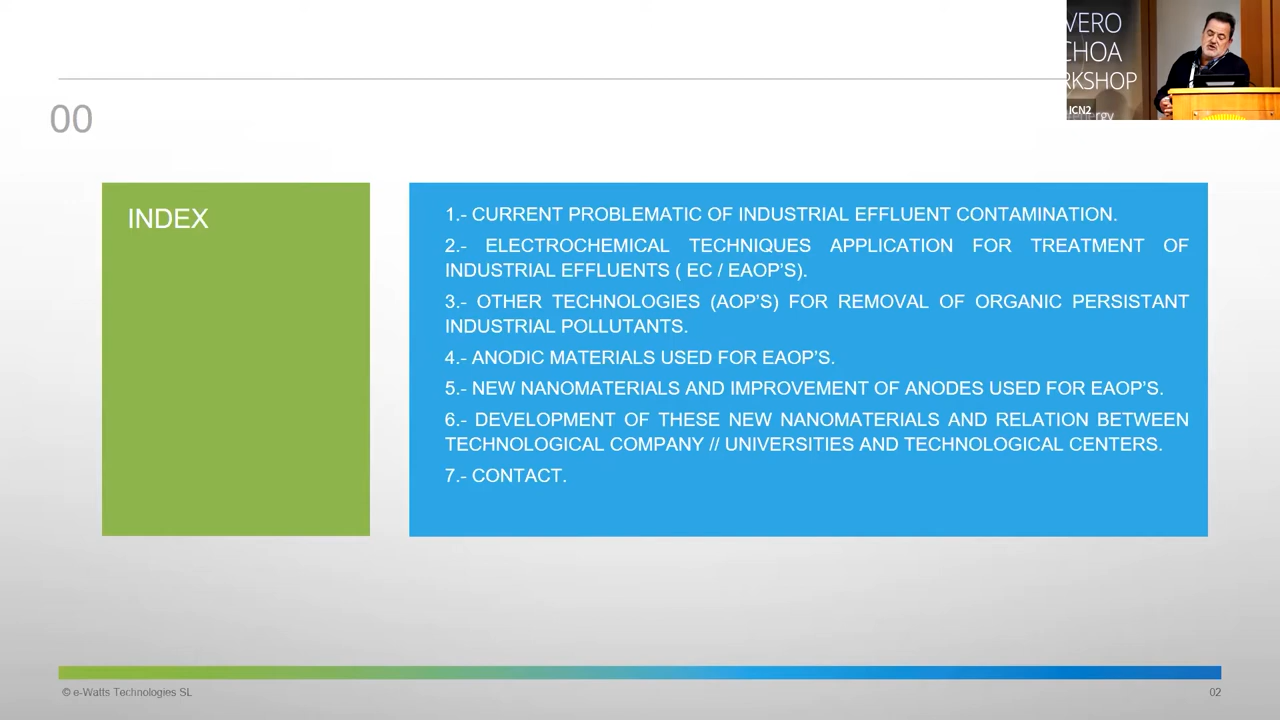 VERO
CHOA
RKSHOP
ICN2
energy
00
INDEX
1.- CURRENT PROBLEMATIC OF INDUSTRIAL EFFLUENT CONTAMINATION.
2.- ELECTROCHEMICAL TECHNIQUES APPLICATION FOR TREATMENT OF
INDUSTRIAL EFFLUENTS ( EC / EAOP’S).
3.- OTHER TECHNOLOGIES (AOP’S) FOR REMOVAL OF ORGANIC PERSISTANT
INDUSTRIAL POLLUTANTS.
4.- ANODIC MATERIALS USED FOR EAOP’S.
5.- NEW NANOMATERIALS AND IMPROVEMENT OF ANODES USED FOR EAOP’S.
6.- DEVELOPMENT OF THESE NEW NANOMATERIALS AND RELATION BETWEEN
TECHNOLOGICAL COMPANY // UNIVERSITIES AND TECHNOLOGICAL CENTERS.
7.- CONTACT.
© e-Watts Technologies SL
02